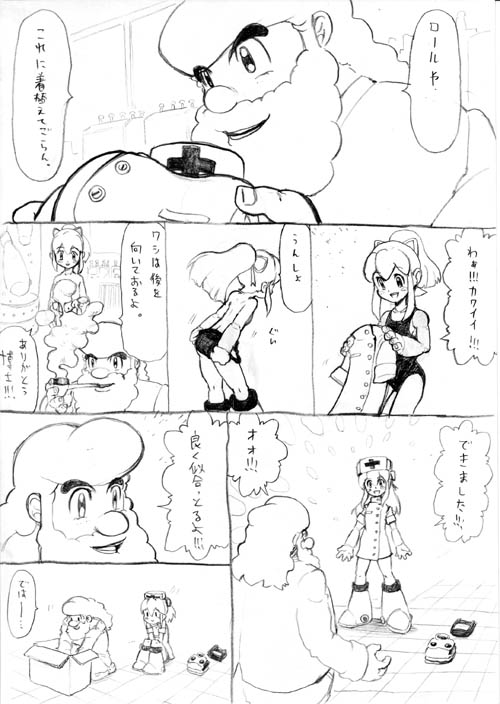 ロールや、
これに着替えてごらん。
わぁ!!!カワイイ!!!
うんしょ
ぐい
ワシは後を
向いておるよ。
ありがとう
博士!!!
できました!!!
オオ!!!
良く似合っとるよ!!!
では――…